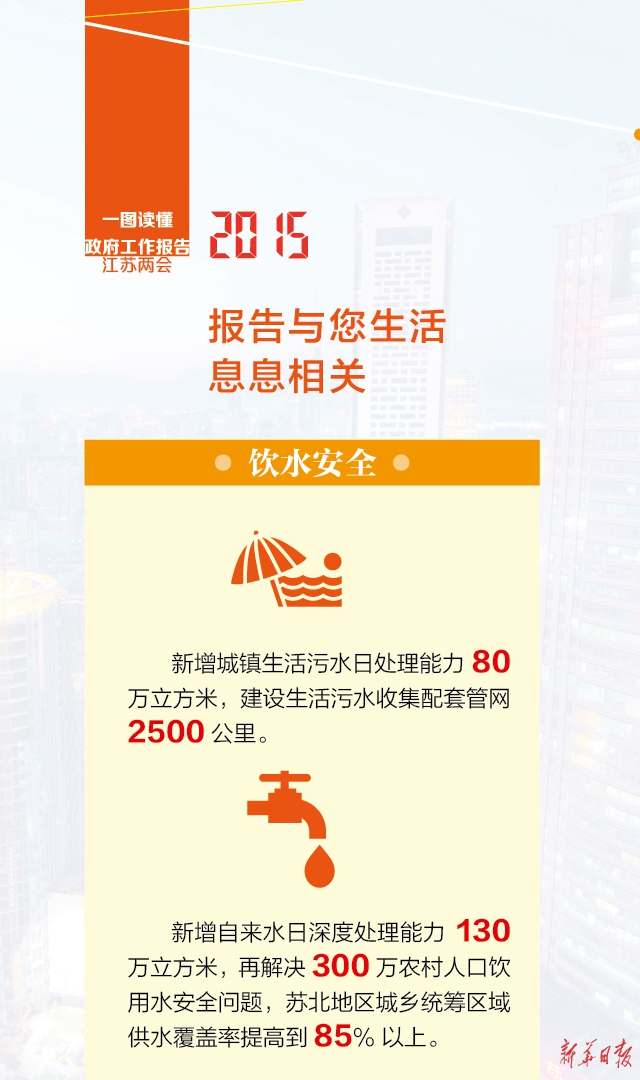 一图读懂
政府工作报告
江苏两会
2015
报告与您生活
息息相关
饮水安全
新增城镇生活污水日处理能力 80
万立方米，建设生活污水收集配套管网
2500 公里。
新增自来水日深度处理能力 130
万立方米，再解决 300 万农村人口饮
用水安全问题，苏北地区城乡统筹区域
供水覆盖率提高到 85% 以上。
新华日报